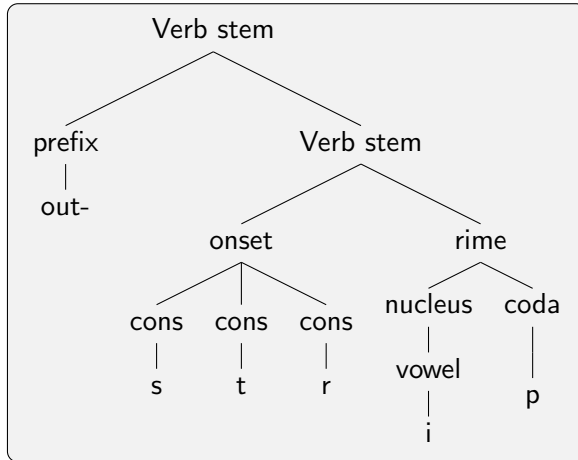 Verb stem
prefix Verb stem
out-
onset rime
cons cons cons nucleus coda
s t r vowel p
i